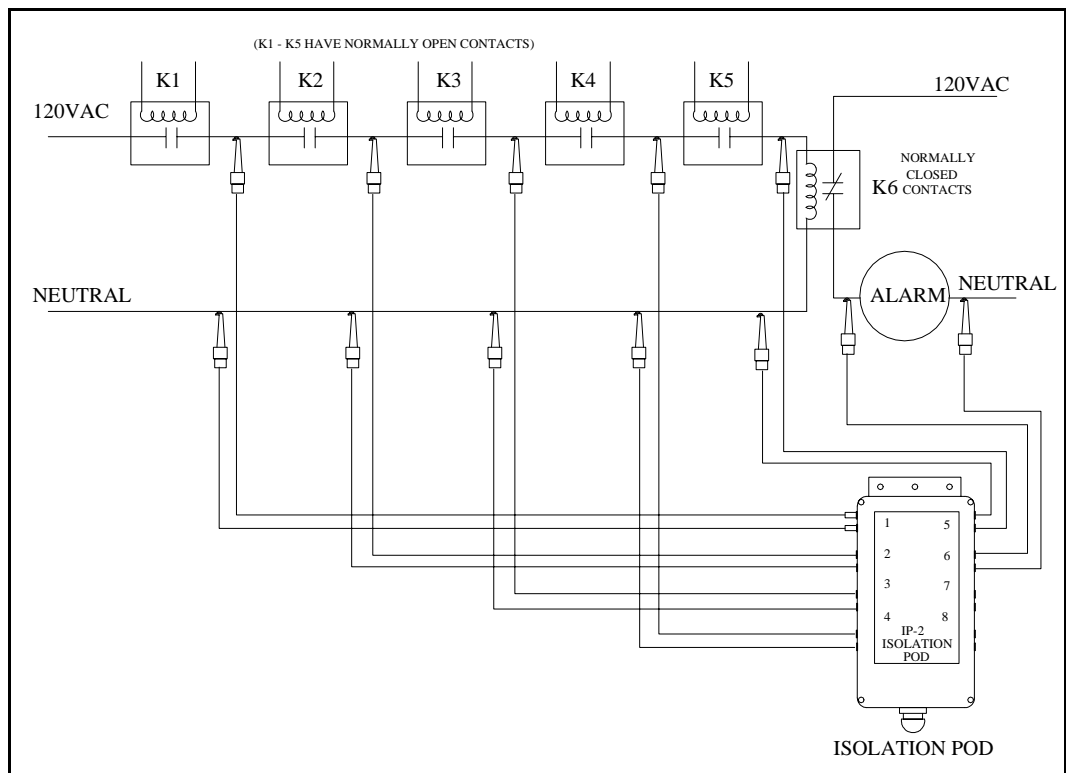 (K1 - K5 HAVE NORMALLY OPEN CONTACTS)
K1
K2
K3
K4
K5
120VAC
120VAC
NORMALLY
CLOSED
CONTACTS
K6
NEUTRAL
ALARM
NEUTRAL
1
5
2
6
3
7
4
8
IP-2
ISOLATION
POD
ISOLATION POD